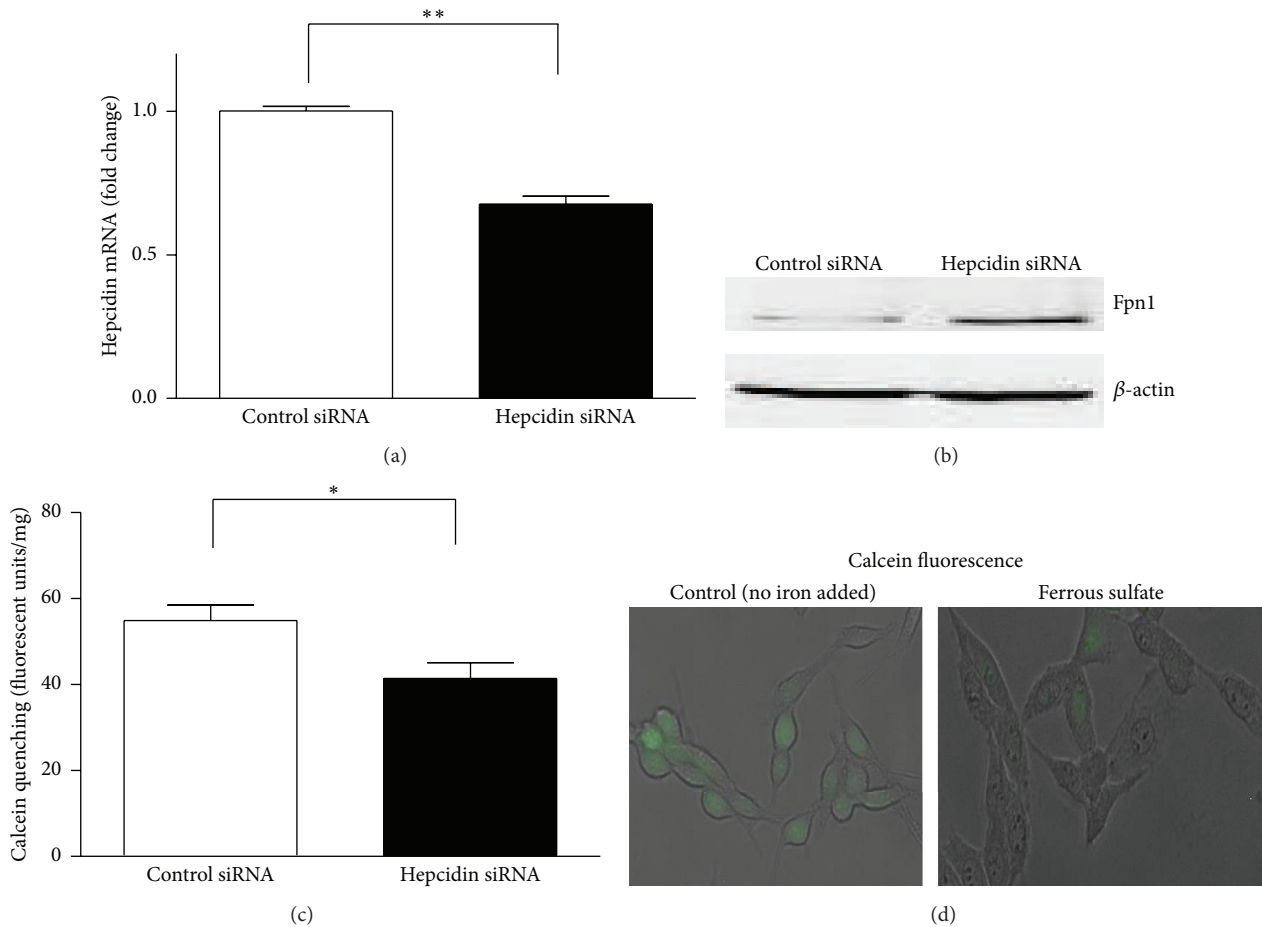 **
Hepcidin mRNA (fold change)
1.0
0.5
0.0
Control siRNA
Hepcidin siRNA
(a)
Control siRNA
Hepcidin siRNA
Fpn1
β-actin
(b)
*
Calcein quenching (fluorescent units/mg)
80
60
40
20
0
Control siRNA
Hepcidin siRNA
(c)
Calcein fluorescence
Control (no iron added)
Ferrous sulfate
(d)